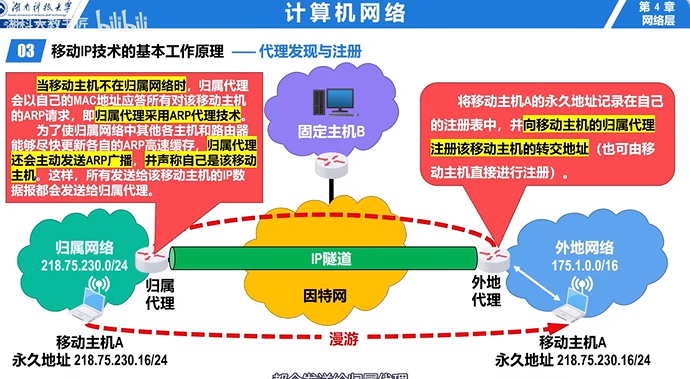 湖南科技大学
bilibili
计算机网络
第 4 章
网络层
03 移动IP技术的基本工作原理 —— 代理发现与注册
当移动主机不在归属网络时，归属代理
会以自己的MAC地址应答所有对该移动主机
的ARP请求，即归属代理采用ARP代理技术。
为了使归属网络中其他各主机和路由器
能够尽快更新各自的ARP高速缓存，归属代理
还会主动发送ARP广播，并声称自己是该移动
主机。这样，所有发送给该移动主机的IP数
据报都会发送给归属代理。
固定主机B
将移动主机A的永久地址记录在自己
的注册表中，并向移动主机的归属代理
注册该移动主机的转交地址（也可由移
动主机直接进行注册）。
归属网络
218.75.230.0/24
归属
代理
IP隧道
因特网
外地
代理
外地网络
175.1.0.0/16
漫游
移动主机A
永久地址 218.75.230.16/24
移动主机A
永久地址 218.75.230.16/24
都会发送给归属代理